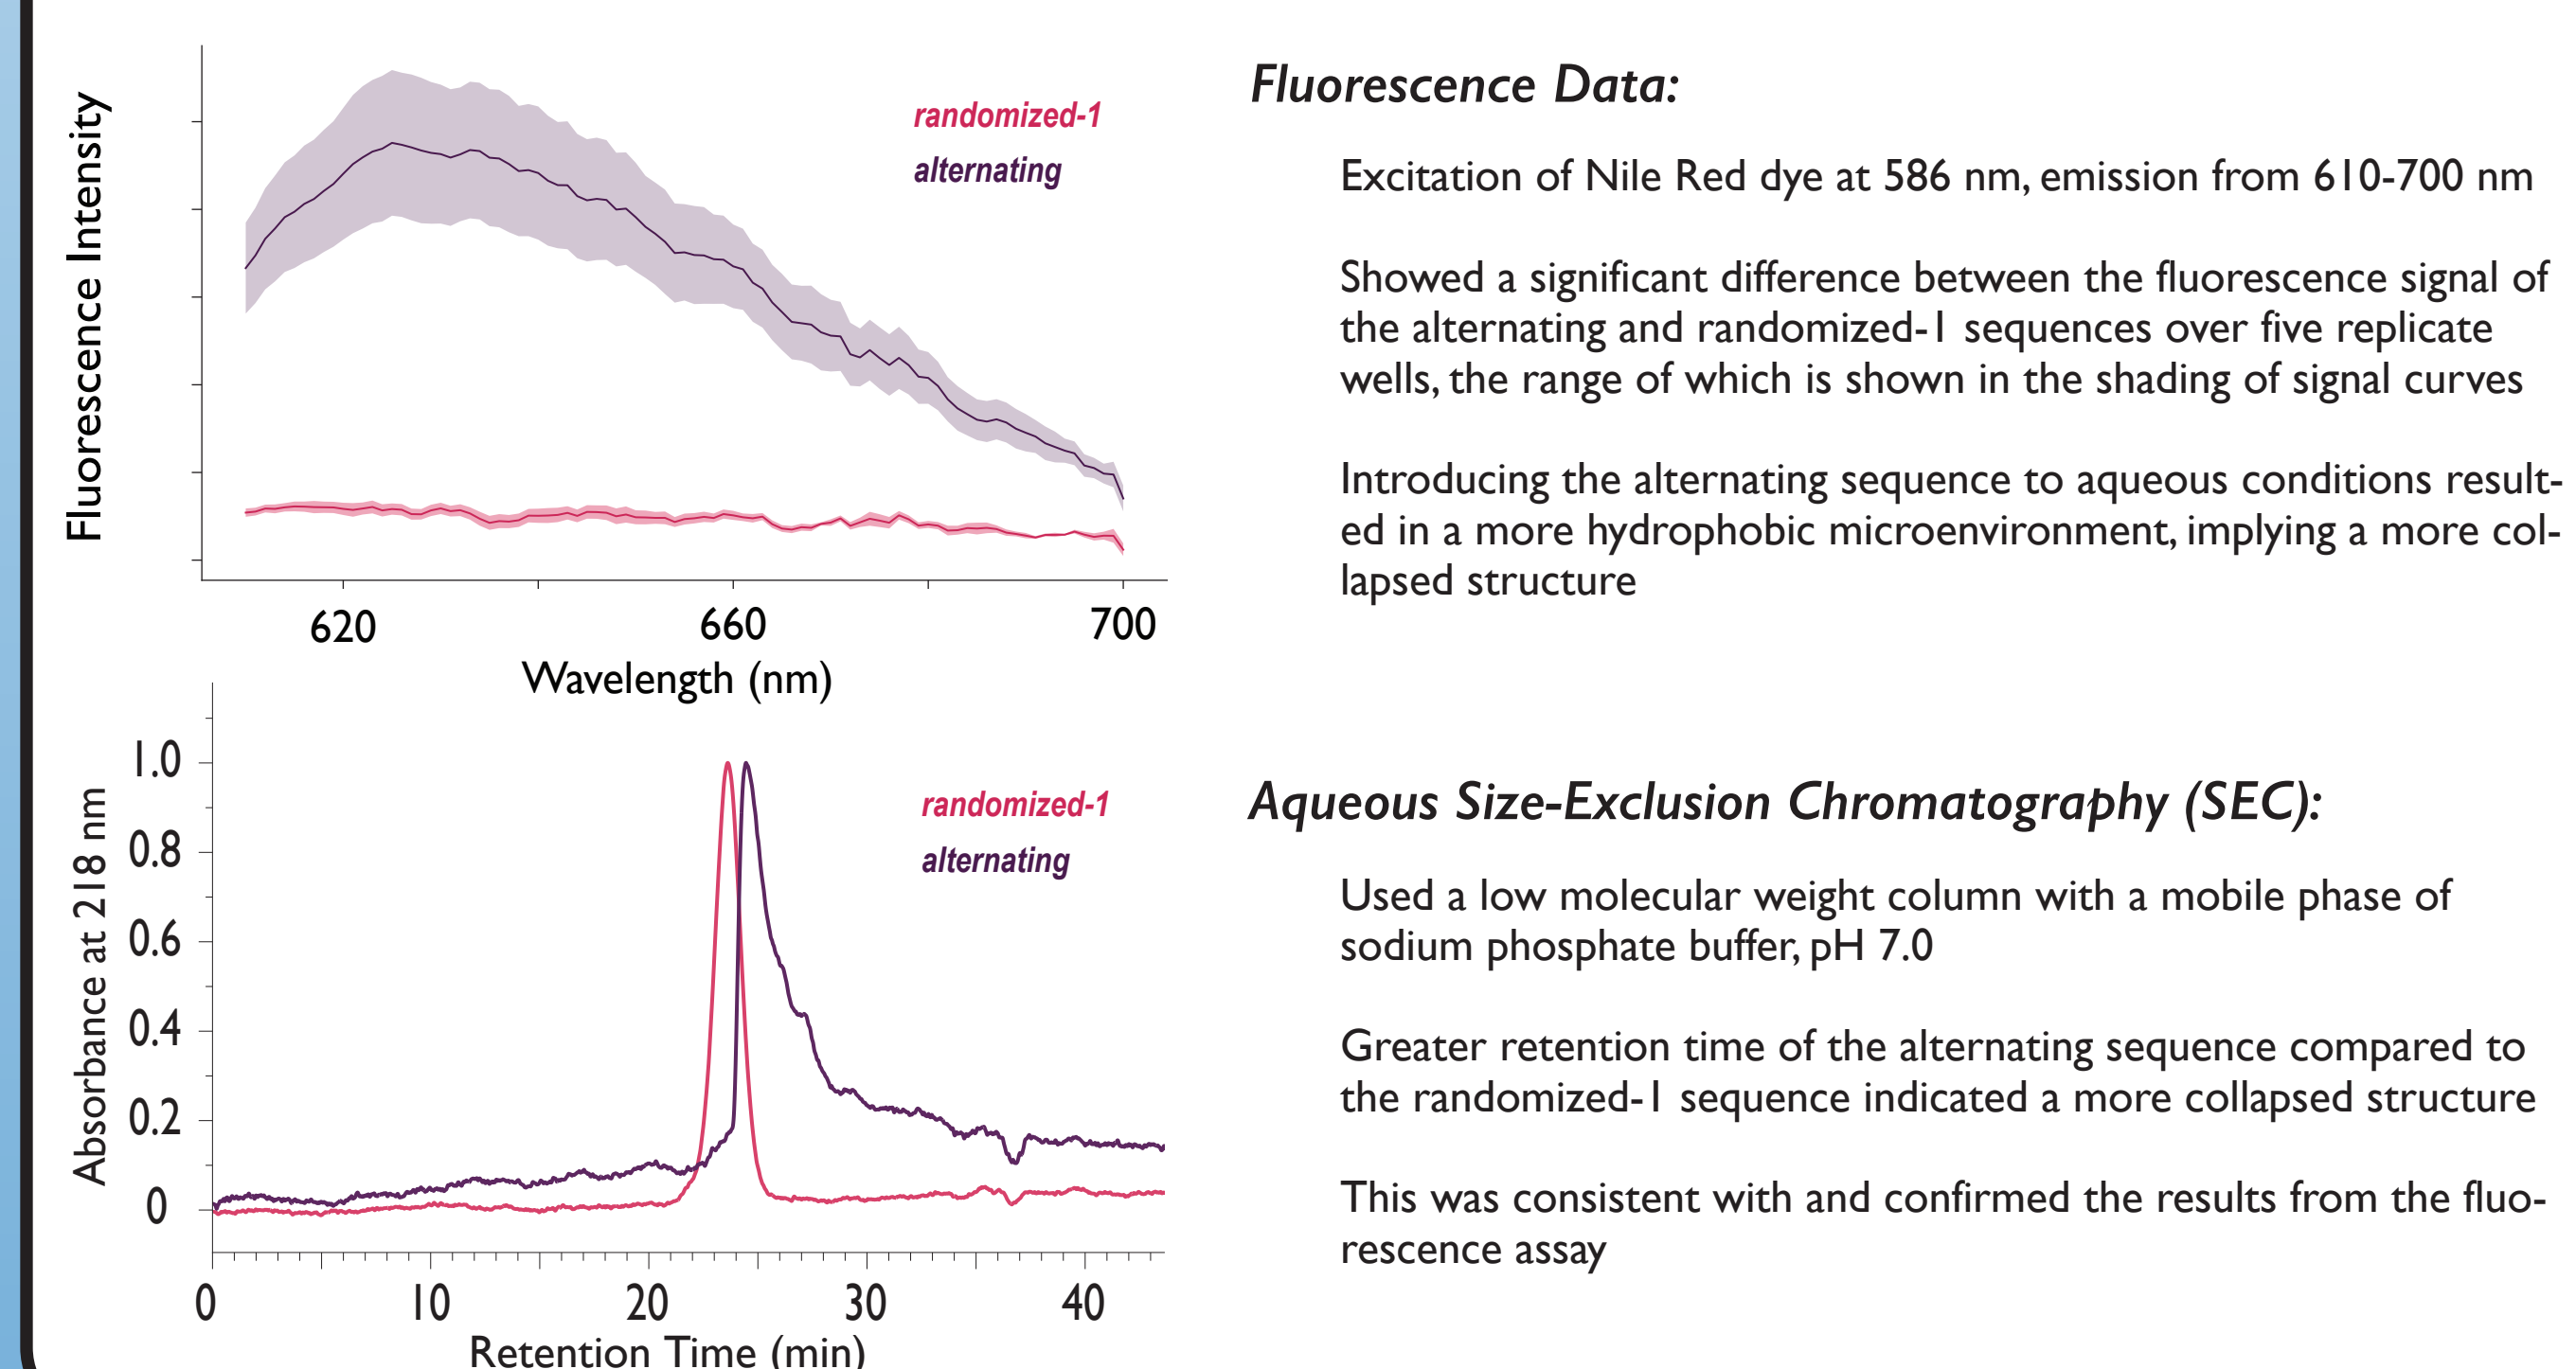 Fluorescence Intensity
randomized-1
alternating
620
660
700
Wavelength (nm)
Fluorescence Data:
Excitation of Nile Red dye at 586 nm, emission from 610-700 nm
Showed a significant difference between the fluorescence signal of
the alternating and randomized-1 sequences over five replicate
wells, the range of which is shown in the shading of signal curves
Introducing the alternating sequence to aqueous conditions result-
ed in a more hydrophobic microenvironment, implying a more col-
lapsed structure
Absorbance at 218 nm
1.0
0.8
0.6
0.4
0.2
0
randomized-1
alternating
0
10
20
30
40
Retention Time (min)
Aqueous Size-Exclusion Chromatography (SEC):
Used a low molecular weight column with a mobile phase of
sodium phosphate buffer, pH 7.0
Greater retention time of the alternating sequence compared to
the randomized-1 sequence indicated a more collapsed structure
This was consistent with and confirmed the results from the fluo-
rescence assay